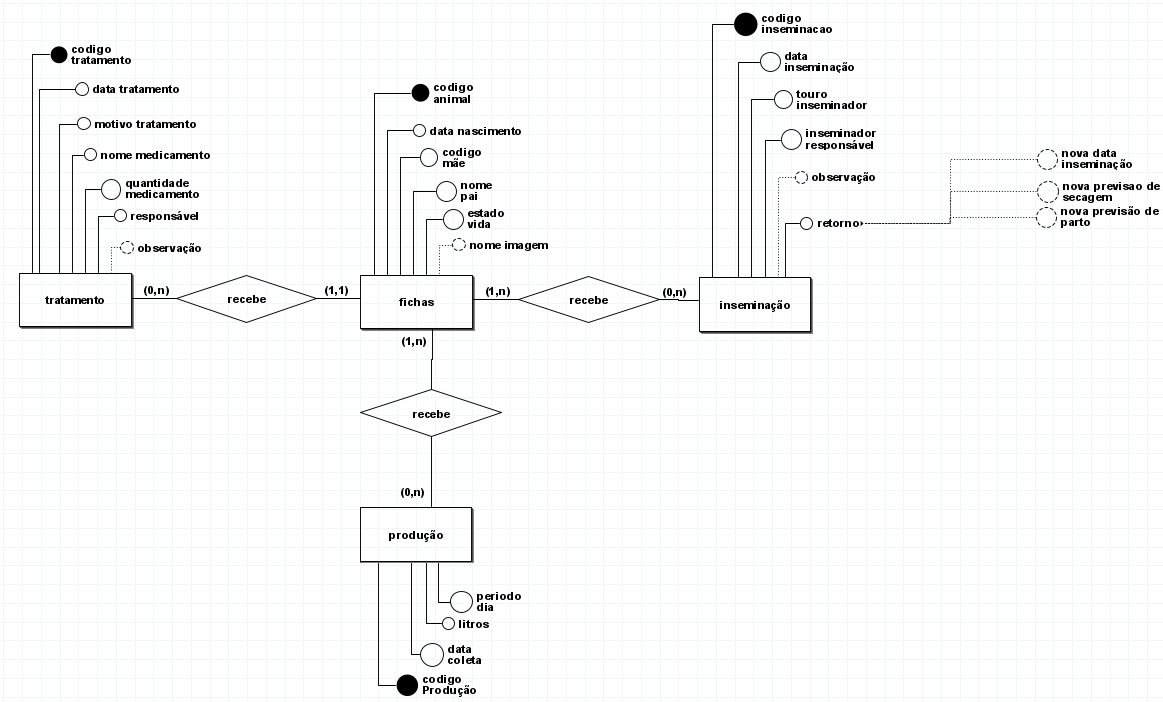 codigo
tratamento
data tratamento
motivo tratamento
nome medicamento
quantidade
medicamento
responsável
observação
tratamento
(0,n)
recebe
(1,1)
codigo
animal
data nascimento
codigo
mãe
nome
pai
estado
vida
nome imagem
fichas
(1,n)
recebe
(0,n)
codigo
inseminacao
data
inseminação
touro
inseminador
inseminador
responsável
observação
retorno
nova data
inseminação
nova previsao de
secagem
nova previsão de
parto
inseminação
(1,n)
recebe
(0,n)
produção
periodo
dia
litros
data
coleta
codigo
Produção